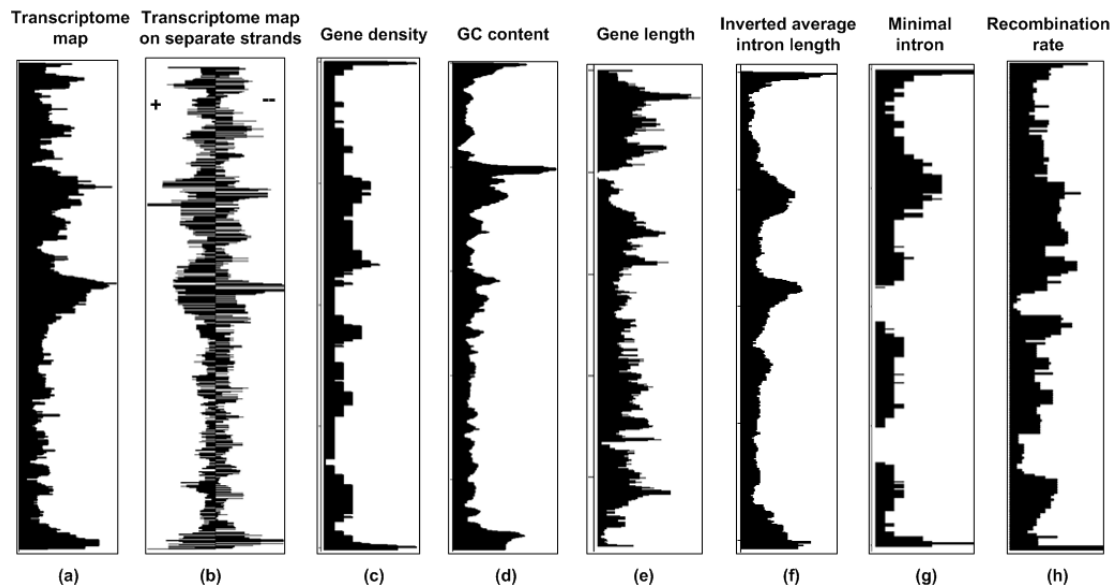 Transcriptome map
Transcriptome map on separate strands
Gene density
GC content
Gene length
Inverted average intron length
Minimal intron
Recombination rate
+
--
(a)
(b)
(c)
(d)
(e)
(f)
(g)
(h)